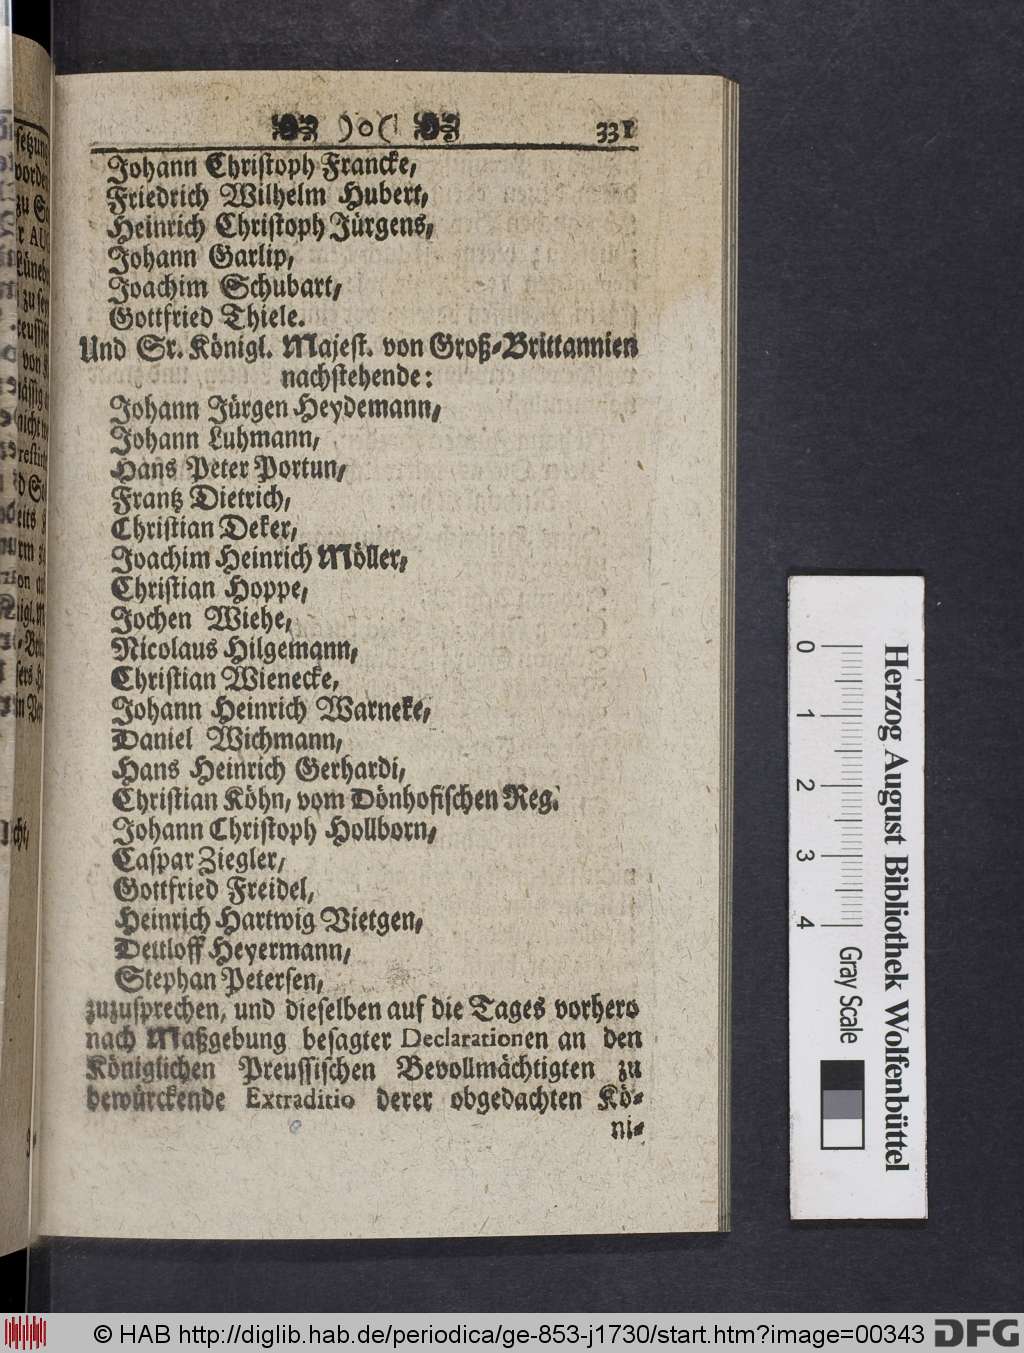 )o( 331
Johann Christoph Francke,
Friedrich Wilhelm Hubert,
Heinrich Christoph Jürgens,
Johann Garlip,
Joachim Schubart,
Gottfried Thiele.
Und Sr. Königl. Majest. von Groß-Brittannien
nachstehende:
Johann Jürgen Heydemann,
Johann Luhmann,
Hans Peter Portun,
Frantz Dietrich,
Christian Deker,
Joachim Heinrich Möller,
Christian Hoppe,
Jochen Wiehe,
Nicolaus Hilgemann,
Christian Wienecke,
Johann Heinrich Warneke,
Daniel Wichmann,
Hans Heinrich Gerhardi,
Christian Köhn, vom Dönhofischen Reg.
Johann Christoph Hollborn,
Caspar Ziegler,
Gottfried Freidel,
Heinrich Hartwig Vietgen,
Dettloff Heyermann,
Stephan Petersen,
zuzusprechen, und dieselben auf die Tages vorhero
nach Maßgebung besagter Declarationen an den
Königlichen Preussischen Bevollmächtigten zu
bewürckende Extraditio derer obgedachten Kö-
ni-
Herzog August Bibliothek Wolfenbüttel
0 1 2 3 4
Gray Scale
© HAB http://diglib.hab.de/periodica/ge-853-j1730/start.htm?image=00343
DFG